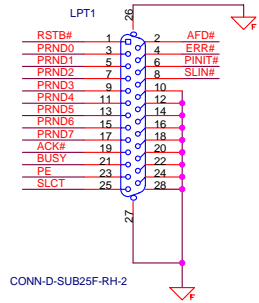 LPT1
26
F
RSTB# 1 2 AFD#
PRND0 3 4 ERR#
PRND1 5 6 PINIT#
PRND2 7 8 SLIN#
PRND3 9 10
PRND4 11 12
PRND5 13 14
PRND6 15 16
PRND7 17 18
ACK# 19 20
BUSY 21 22
PE 23 24
SLCT 25 28
27
CONN-D-SUB25F-RH-2
F